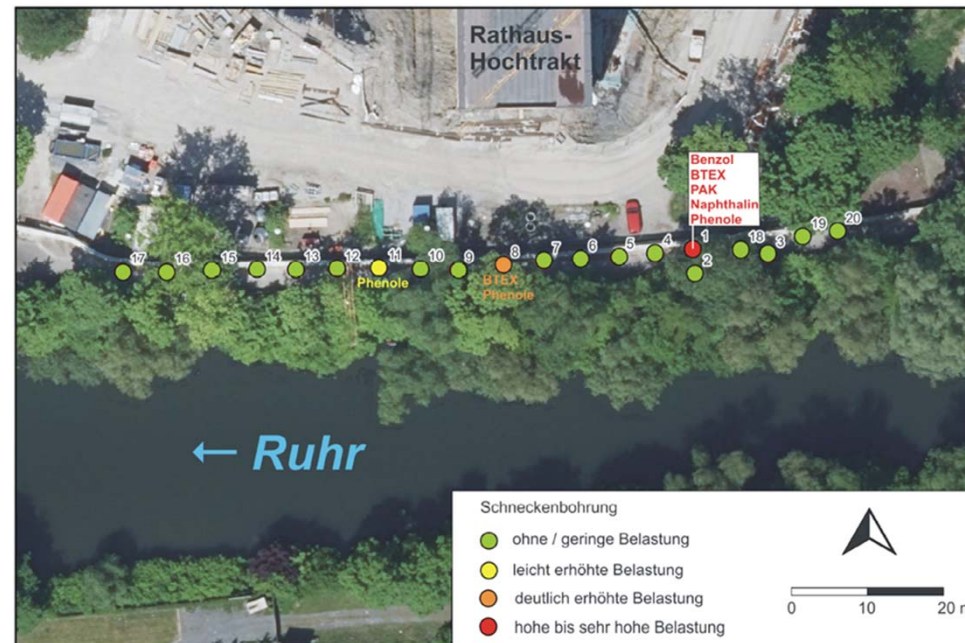 Rathaus-
Hochtrakt
Benzol
BTEX
PAK
Naphthalin
Phenole
17
16
15
14
13
12
11
10
9
8
7
6
5
4
1
2
18
3
19
20
Phenole
BTEX
Phenole
← Ruhr
Schneckenbohrung
ohne / geringe Belastung
leicht erhöhte Belastung
deutlich erhöhte Belastung
hohe bis sehr hohe Belastung
0 10 20 m